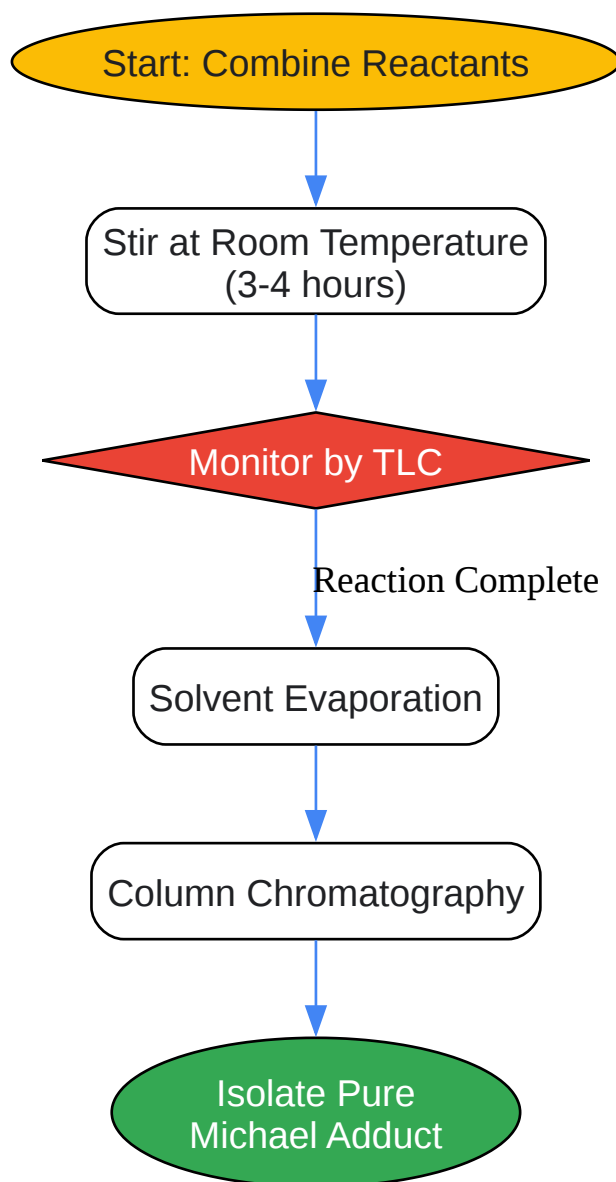 Start: Combine Reactants
Stir at Room Temperature
(3-4 hours)
Monitor by TLC
Reaction Complete
Solvent Evaporation
Column Chromatography
Isolate Pure
Michael Adduct